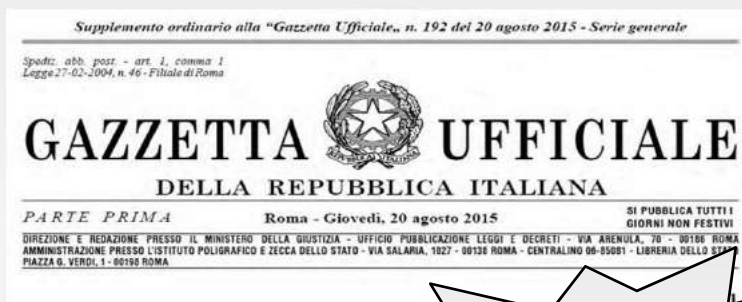 Supplemento ordinario alla “Gazzetta Ufficiale„ n. 192 del 20 agosto 2015 - Serie generale
Spediz. abb. post. - art. 1, comma 1
Legge 27-02-2004, n. 46 - Filiale di Roma
GAZZETTA UFFICIALE
DELLA REPUBBLICA ITALIANA
PARTE PRIMA Roma - Giovedì, 20 agosto 2015 SI PUBBLICA TUTTI I
GIORNI NON FESTIVI
DIREZIONE E REDAZIONE PRESSO IL MINISTERO DELLA GIUSTIZIA - UFFICIO PUBBLICAZIONE LEGGI E DECRETI - VIA ARENULA, 70 - 00186 ROMA
AMMINISTRAZIONE PRESSO L'ISTITUTO POLIGRAFICO E ZECCA DELLO STATO - VIA SALARIA, 1027 - 00138 ROMA - CENTRALINO 06-85081 - LIBRERIA DELLO STATO
PIAZZA G. VERDI, 1 - 00198 ROMA